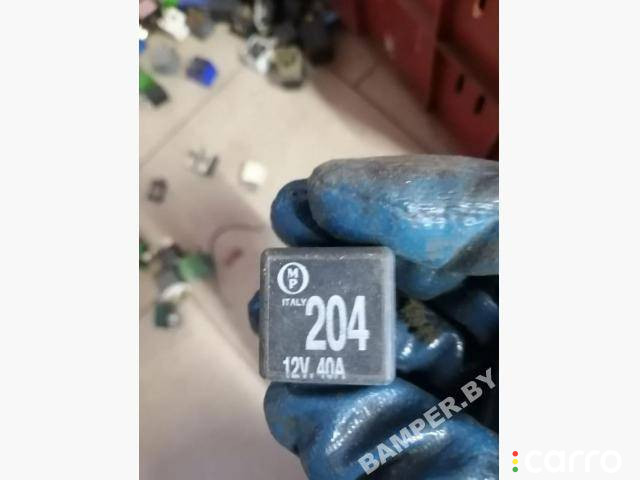 MP
ITALY
204
12V. 40A
BAMPER.BY
carro